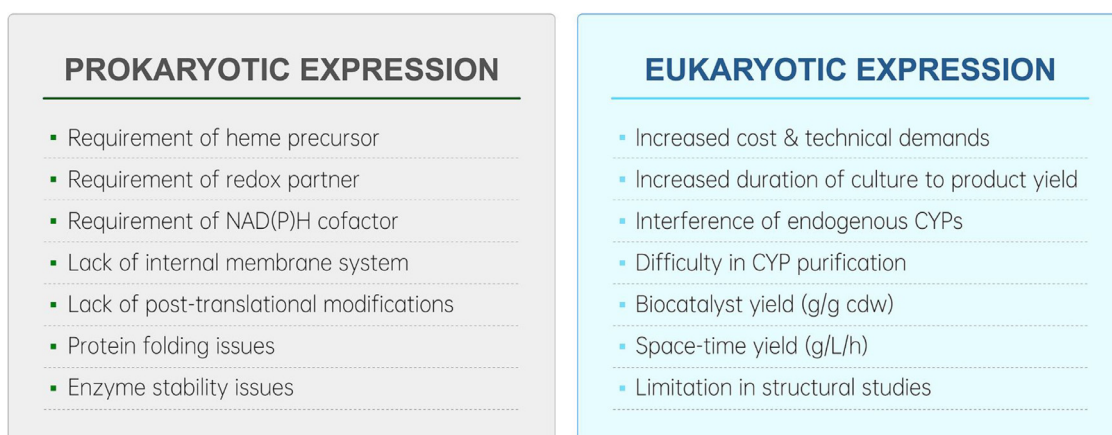 PROKARYOTIC EXPRESSION
Requirement of heme precursor
Requirement of redox partner
Requirement of NAD(P)H cofactor
Lack of internal membrane system
Lack of post-translational modifications
Protein folding issues
Enzyme stability issues
EUKARYOTIC EXPRESSION
Increased cost & technical demands
Increased duration of culture to product yield
Interference of endogenous CYPs
Difficulty in CYP purification
Biocatalyst yield (g/g cdw)
Space-time yield (g/L/h)
Limitation in structural studies